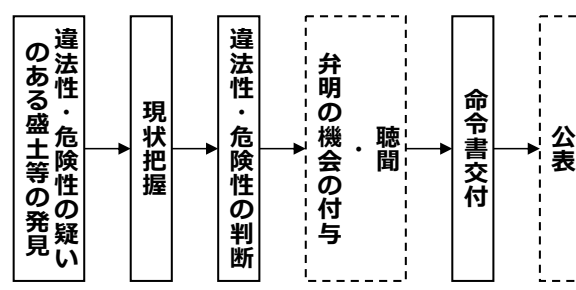 違法性・危険性の疑い
のある盛土等の発見
現状把握
違法性・危険性の判断
聴聞
・
弁明の機会の付与
命令書交付
公表